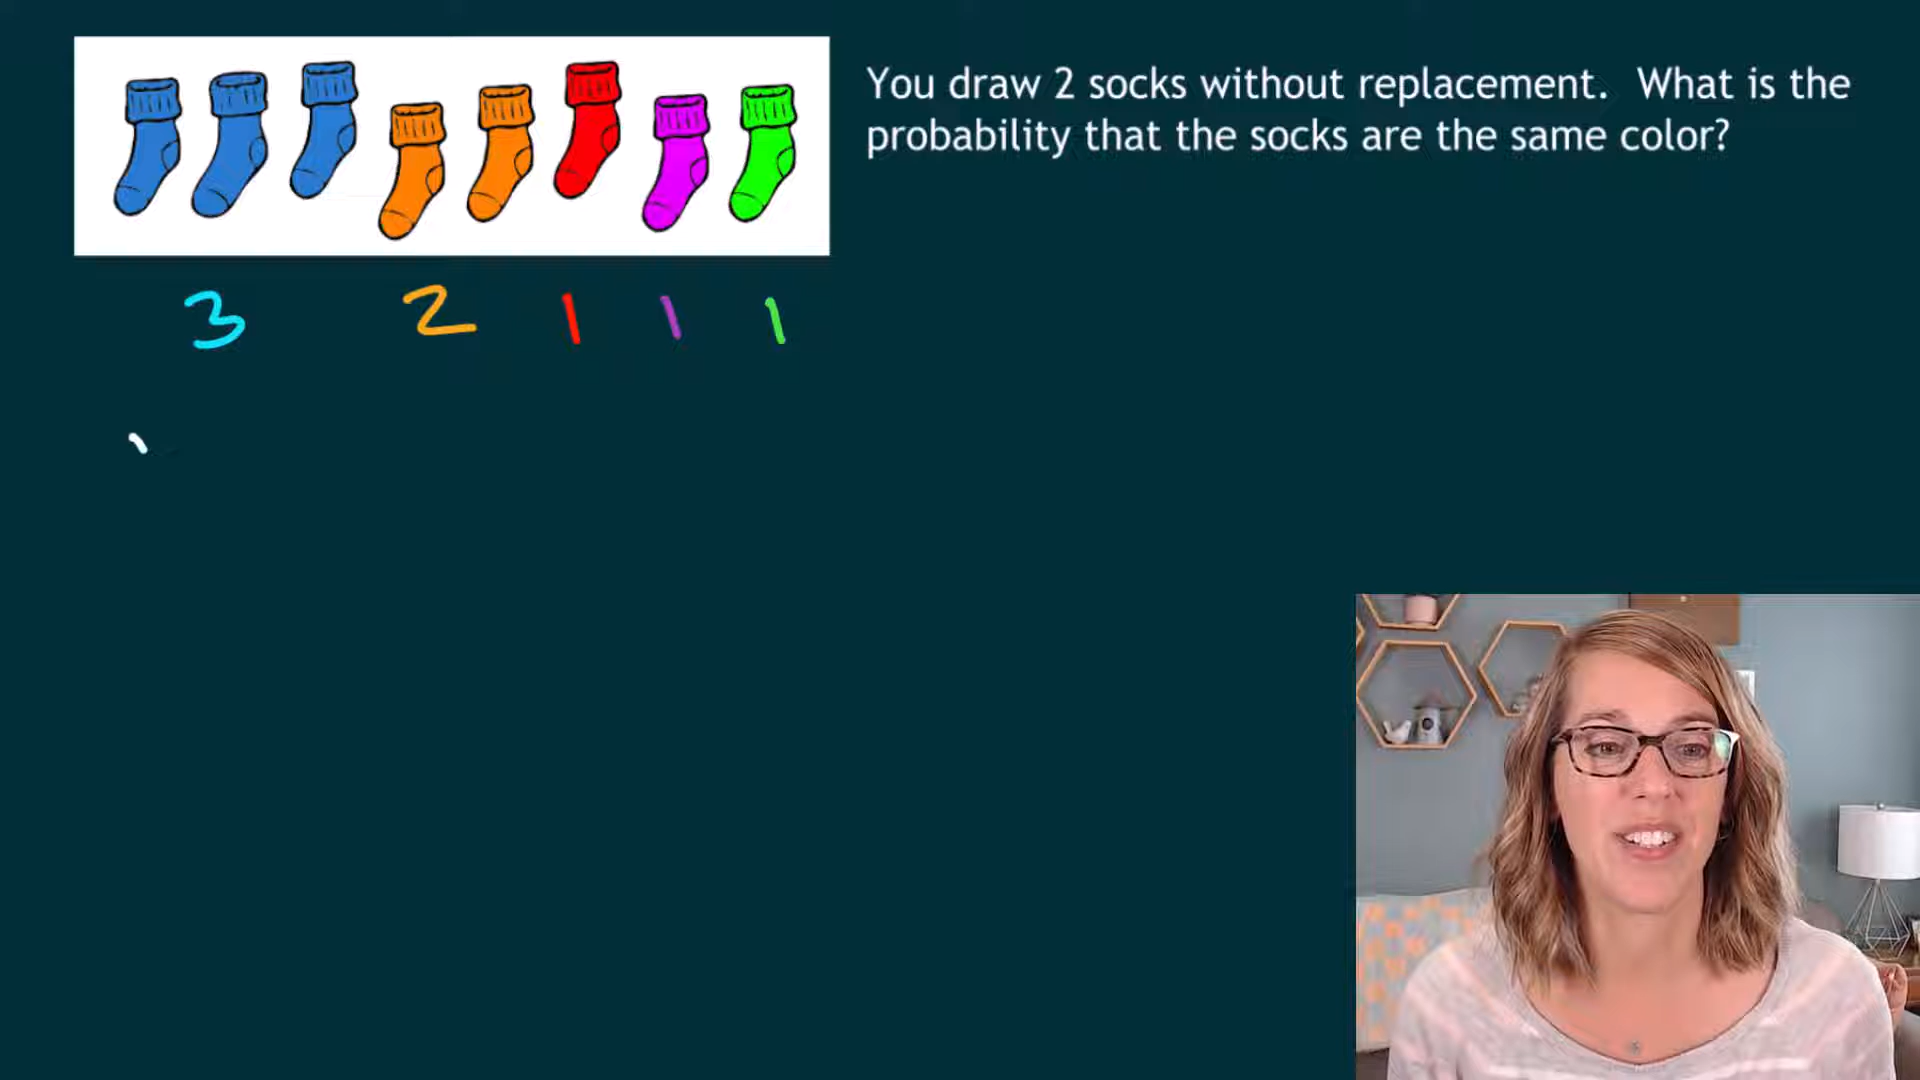 You draw 2 socks without replacement. What is the
probability that the socks are the same color?
3 2 1 1 1